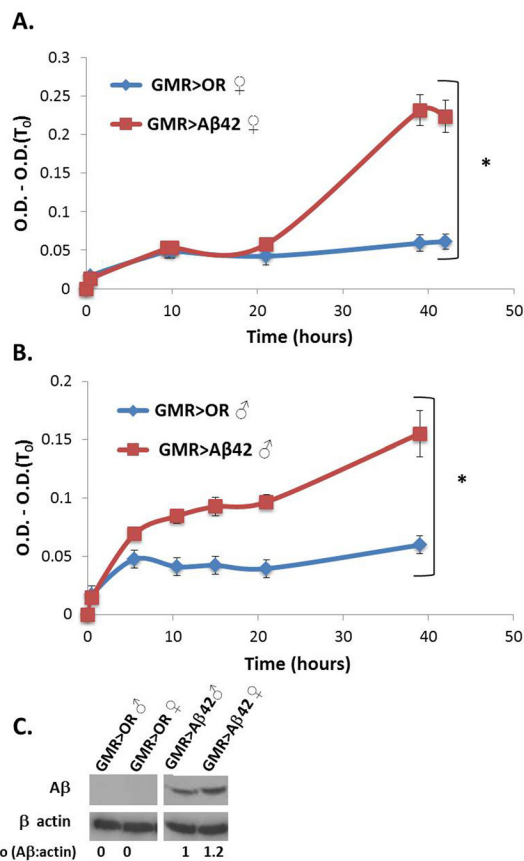 A.
0.3
0.25
0.2
0.15
0.1
0.05
0
O.D. - O.D.(T0)
GMR>OR ♀
GMR>Aβ42 ♀
*
0 10 20 30 40 50
Time (hours)
B.
0.2
0.15
0.1
0.05
0
O.D. - O.D.(T0)
GMR>OR ♂
GMR>Aβ42 ♂
*
0 10 20 30 40 50
Time (hours)
C.
GMR>OR♂
GMR>OR♀
GMR>Aβ42♂
GMR>Aβ42♀
Aβ
β actin
o (Aβ:actin) 0 0 1 1.2